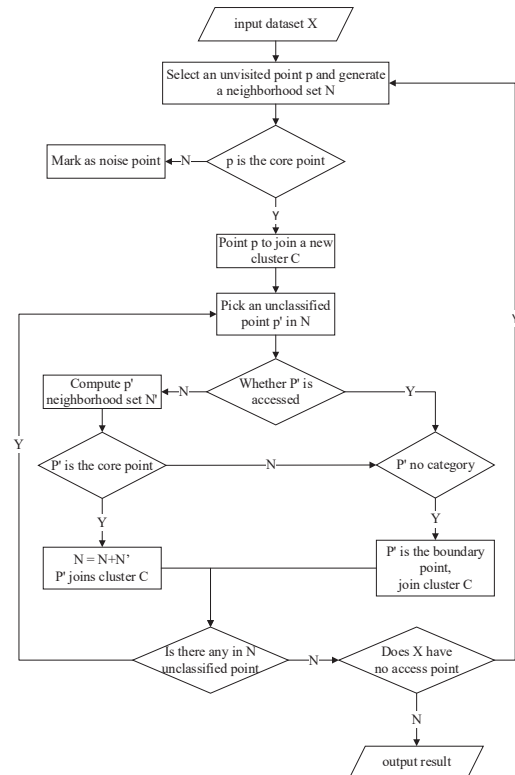 input dataset X
Select an unvisited point p and generate
a neighborhood set N
Mark as noise point
N
p is the core point
Y
Y
Point p to join a new
cluster C
Pick an unclassified
point p' in N
Compute p'
neighborhood set N'
N
Whether P' is
accessed
Y
Y
P' is the core point
N
P' no category
Y
Y
N = N+N’
P' joins cluster C
P' is the boundary
point,
join cluster C
Is there any in N
unclassified point
N
Does X have
no access point
N
output result